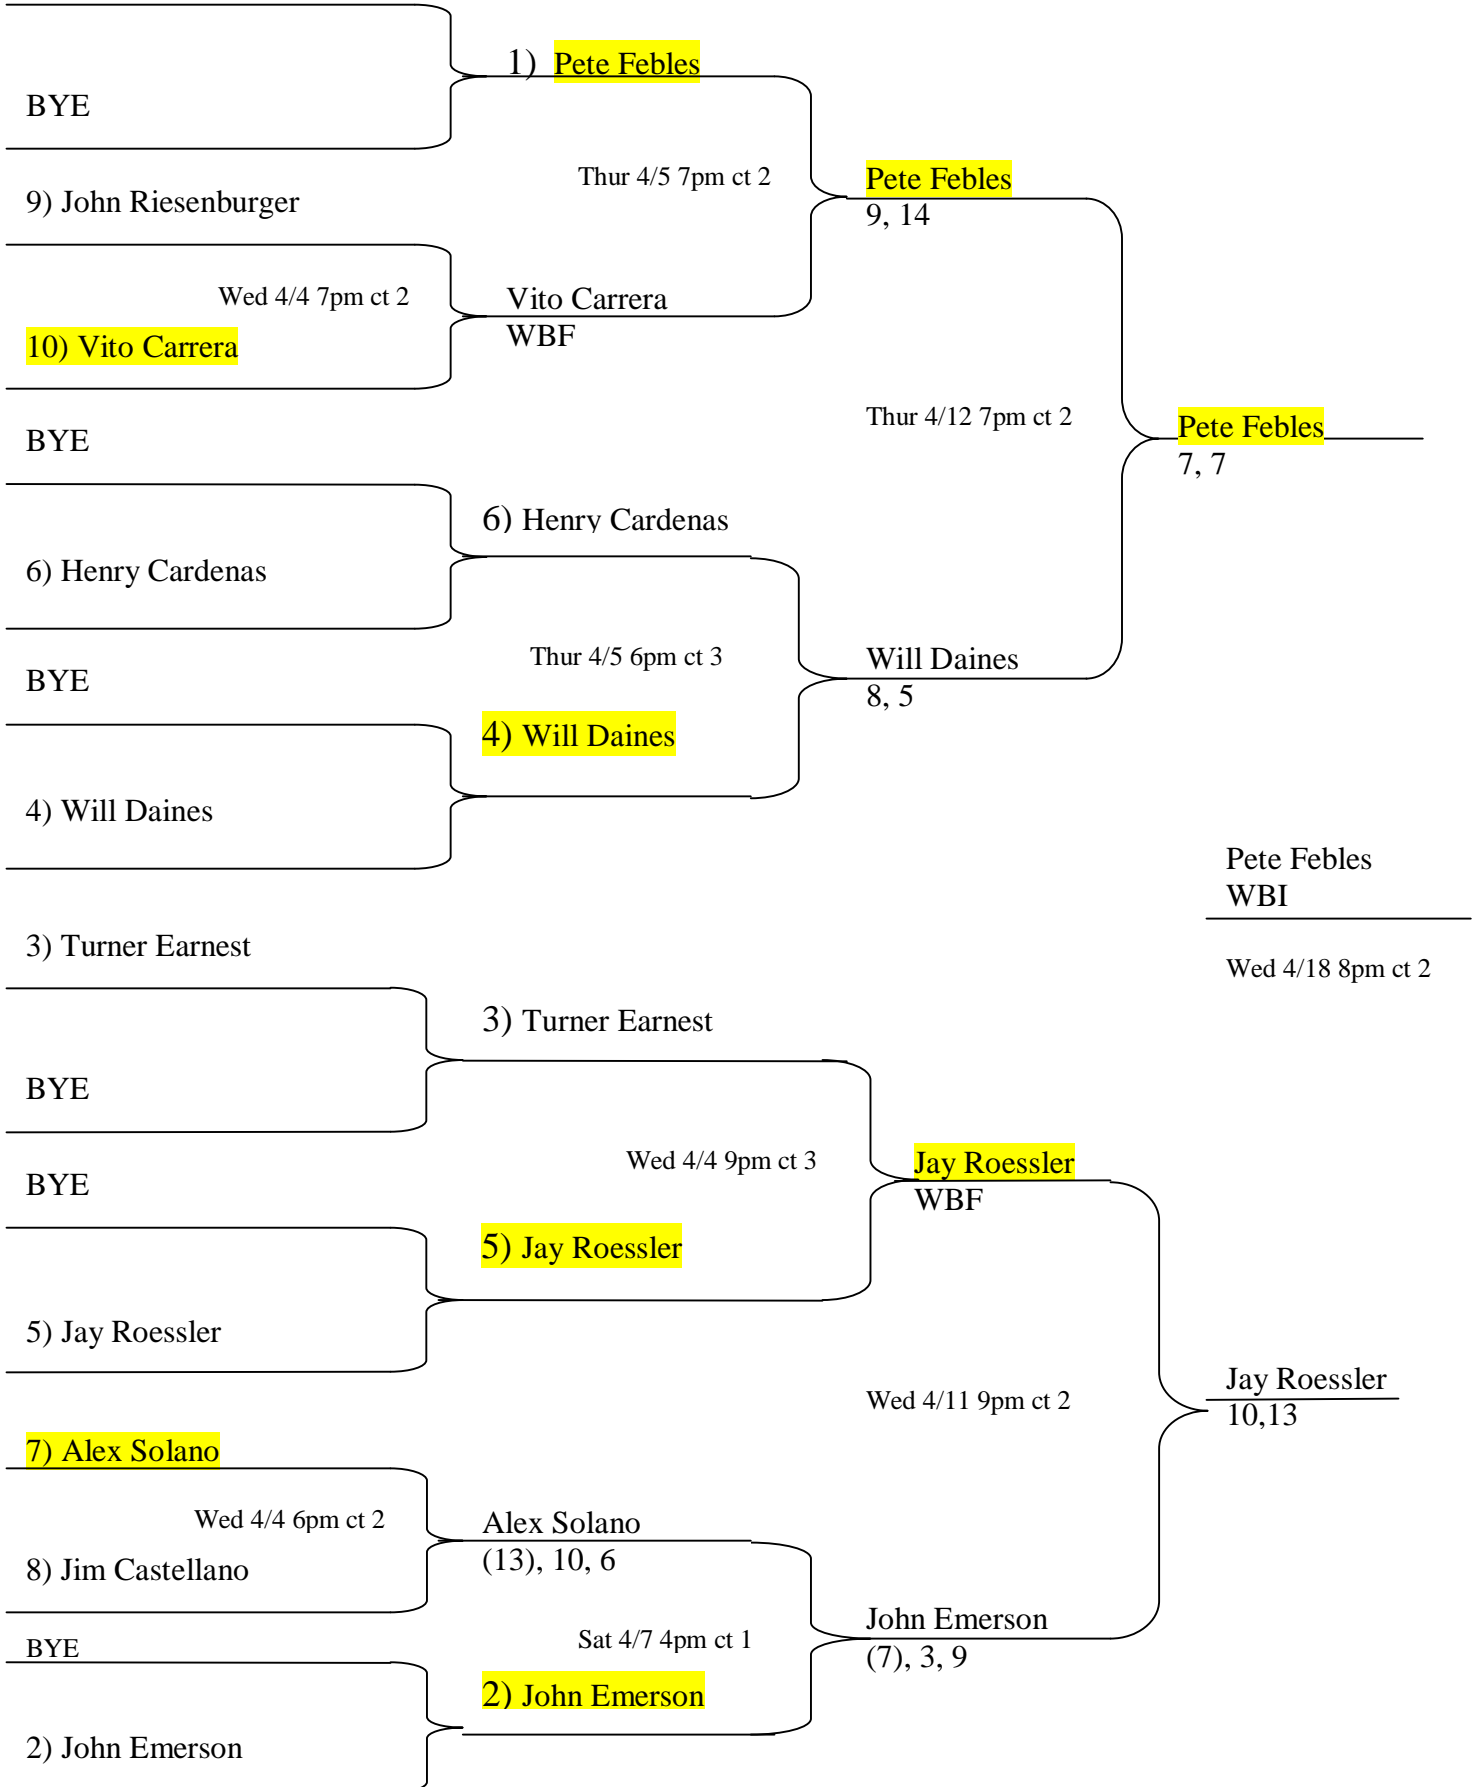 1) Pete Febles
BYE
Thur 4/5 7pm ct 2
Pete Febles
9, 14
9) John Riesenburger
Wed 4/4 7pm ct 2
Vito Carrera
WBF
10) Vito Carrera
Thur 4/12 7pm ct 2
Pete Febles
7, 7
BYE
6) Henry Cardenas
6) Henry Cardenas
Thur 4/5 6pm ct 3
Will Daines
8, 5
BYE
4) Will Daines
4) Will Daines
Pete Febles
WBI
Wed 4/18 8pm ct 2
3) Turner Earnest
3) Turner Earnest
BYE
Wed 4/4 9pm ct 3
Jay Roessler
WBF
BYE
5) Jay Roessler
5) Jay Roessler
Wed 4/11 9pm ct 2
Jay Roessler
10,13
7) Alex Solano
Wed 4/4 6pm ct 2
Alex Solano
(13), 10, 6
8) Jim Castellano
John Emerson
(7), 3, 9
BYE
Sat 4/7 4pm ct 1
2) John Emerson
2) John Emerson